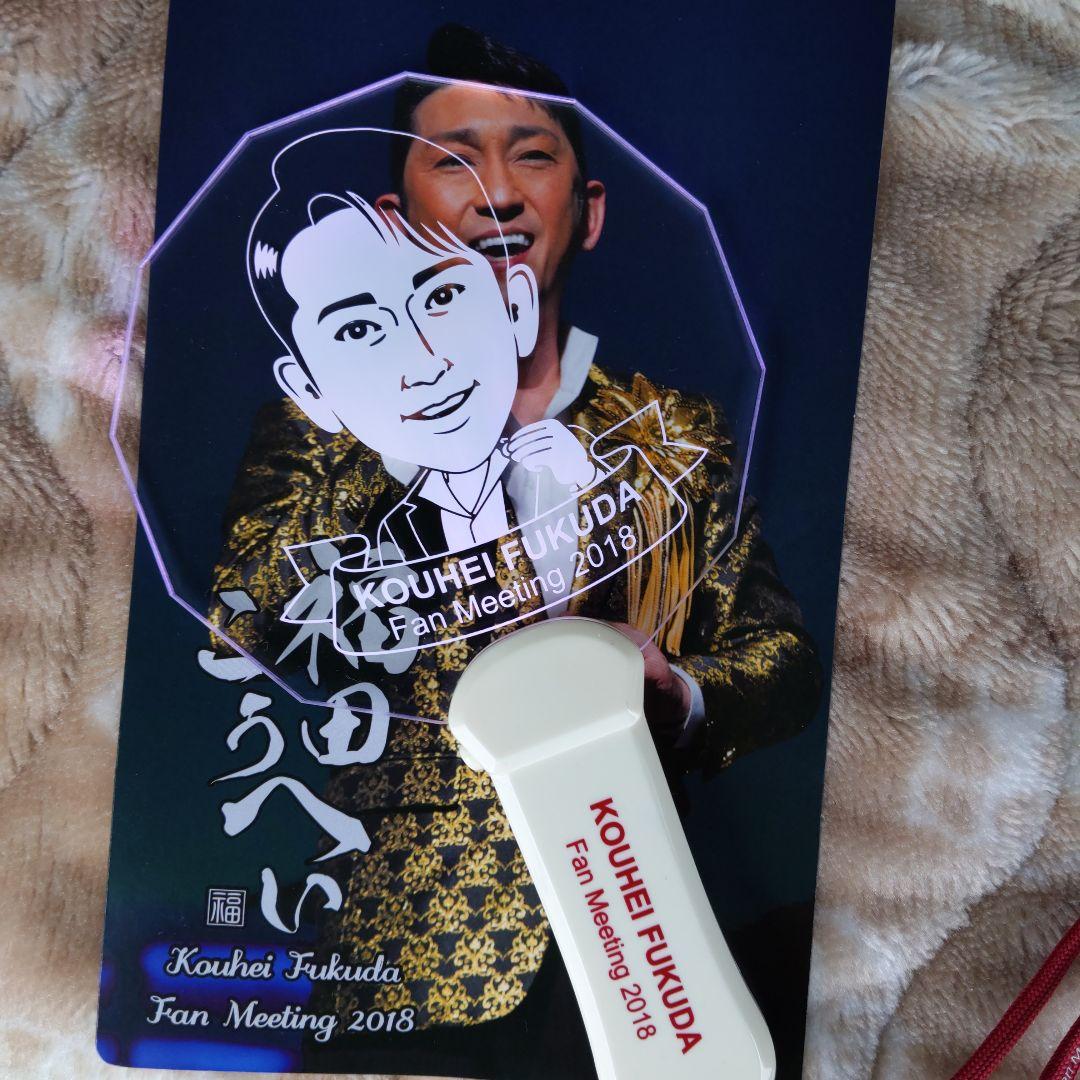 KOUHEI FUKUDA
Fan Meeting 2018
福田
こうへい
福
Kouhei Fukuda
Fan Meeting 2018
KOUHEI FUKUDA
Fan Meeting 2018